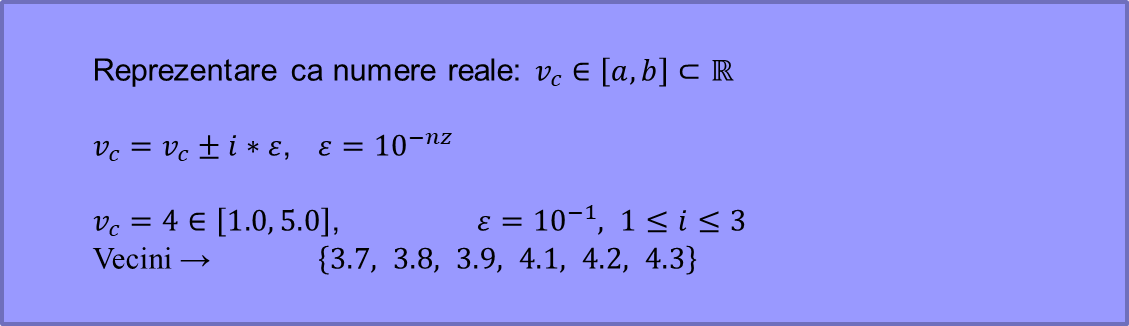 Reprezentare ca numere reale: 𝑣𝑐 ∈ [𝑎, 𝑏] ⊂ ℝ
𝑣𝑐 = 𝑣𝑐 ± 𝑖 ∗ 𝜀, 𝜀 = 10⁻ⁿᶻ
𝑣𝑐 = 4 ∈ [1.0, 5.0], 𝜀 = 10⁻¹, 1 ≤ 𝑖 ≤ 3
Vecini → {3.7, 3.8, 3.9, 4.1, 4.2, 4.3}